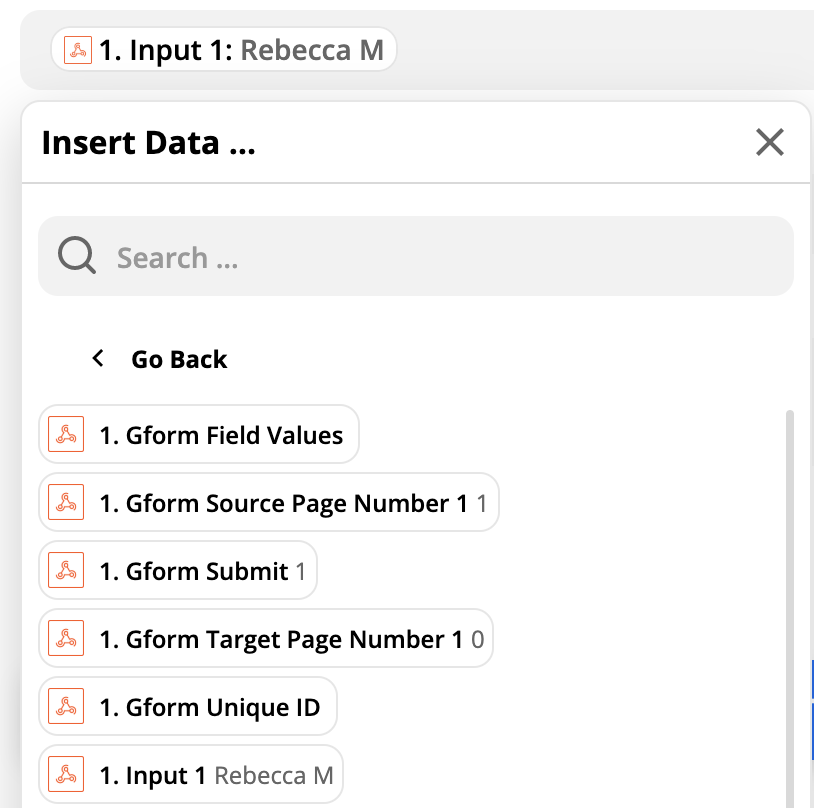 1. Input 1: Rebecca M
Insert Data ...
Search ...
Go Back
1. Gform Field Values
1. Gform Source Page Number 1 1
1. Gform Submit 1
1. Gform Target Page Number 1 0
1. Gform Unique ID
1. Input 1 Rebecca M